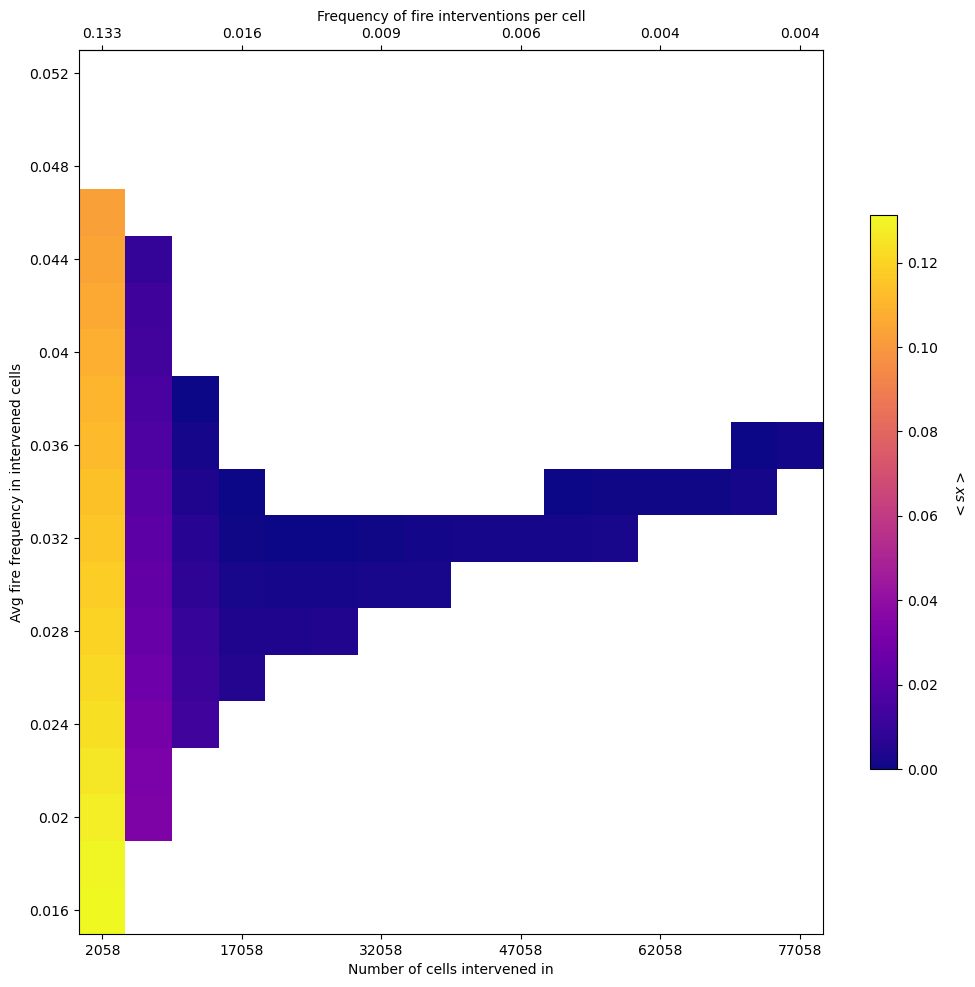 Frequency of fire interventions per cell
0.133 0.016 0.009 0.006 0.004 0.004
0.052
0.048
0.044
0.04
0.036
0.032
0.028
0.024
0.02
0.016
Avg fire frequency in intervened cells
2058 17058 32058 47058 62058 77058
Number of cells intervened in
0.12
0.10
0.08
0.06
0.04
0.02
0.00
< sx >